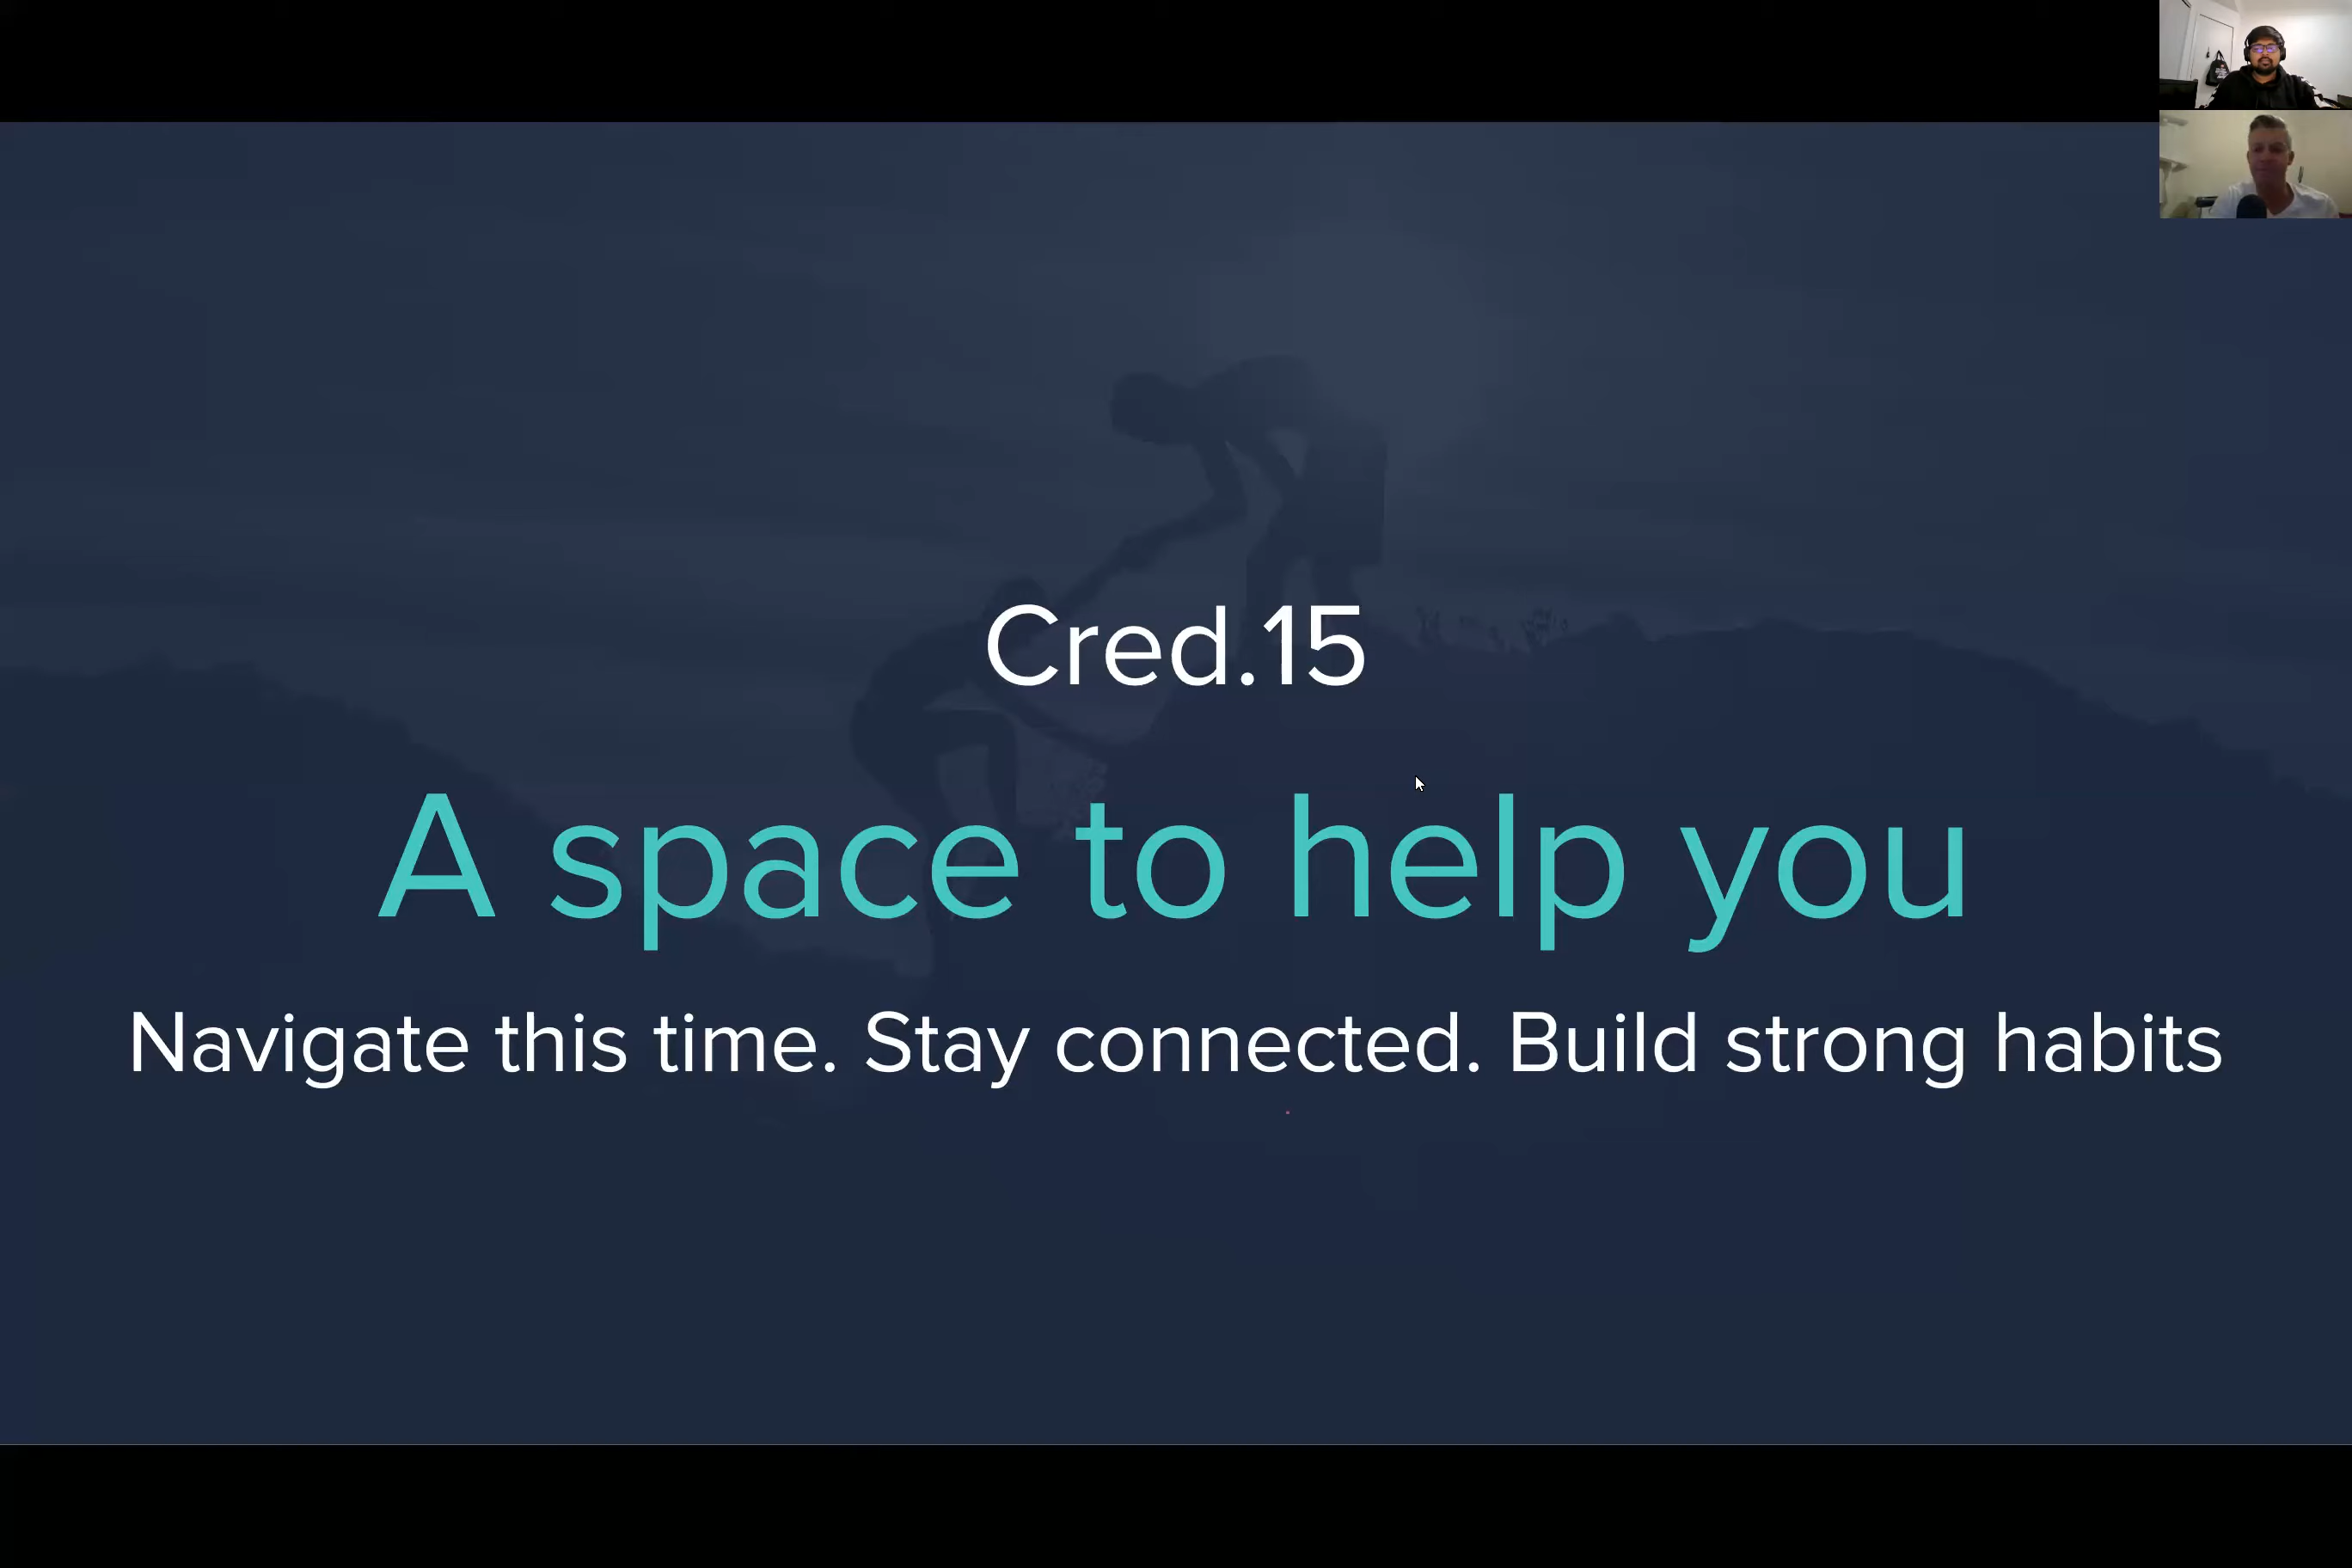 Cred.15
A space to help you
Navigate this time. Stay connected. Build strong habits